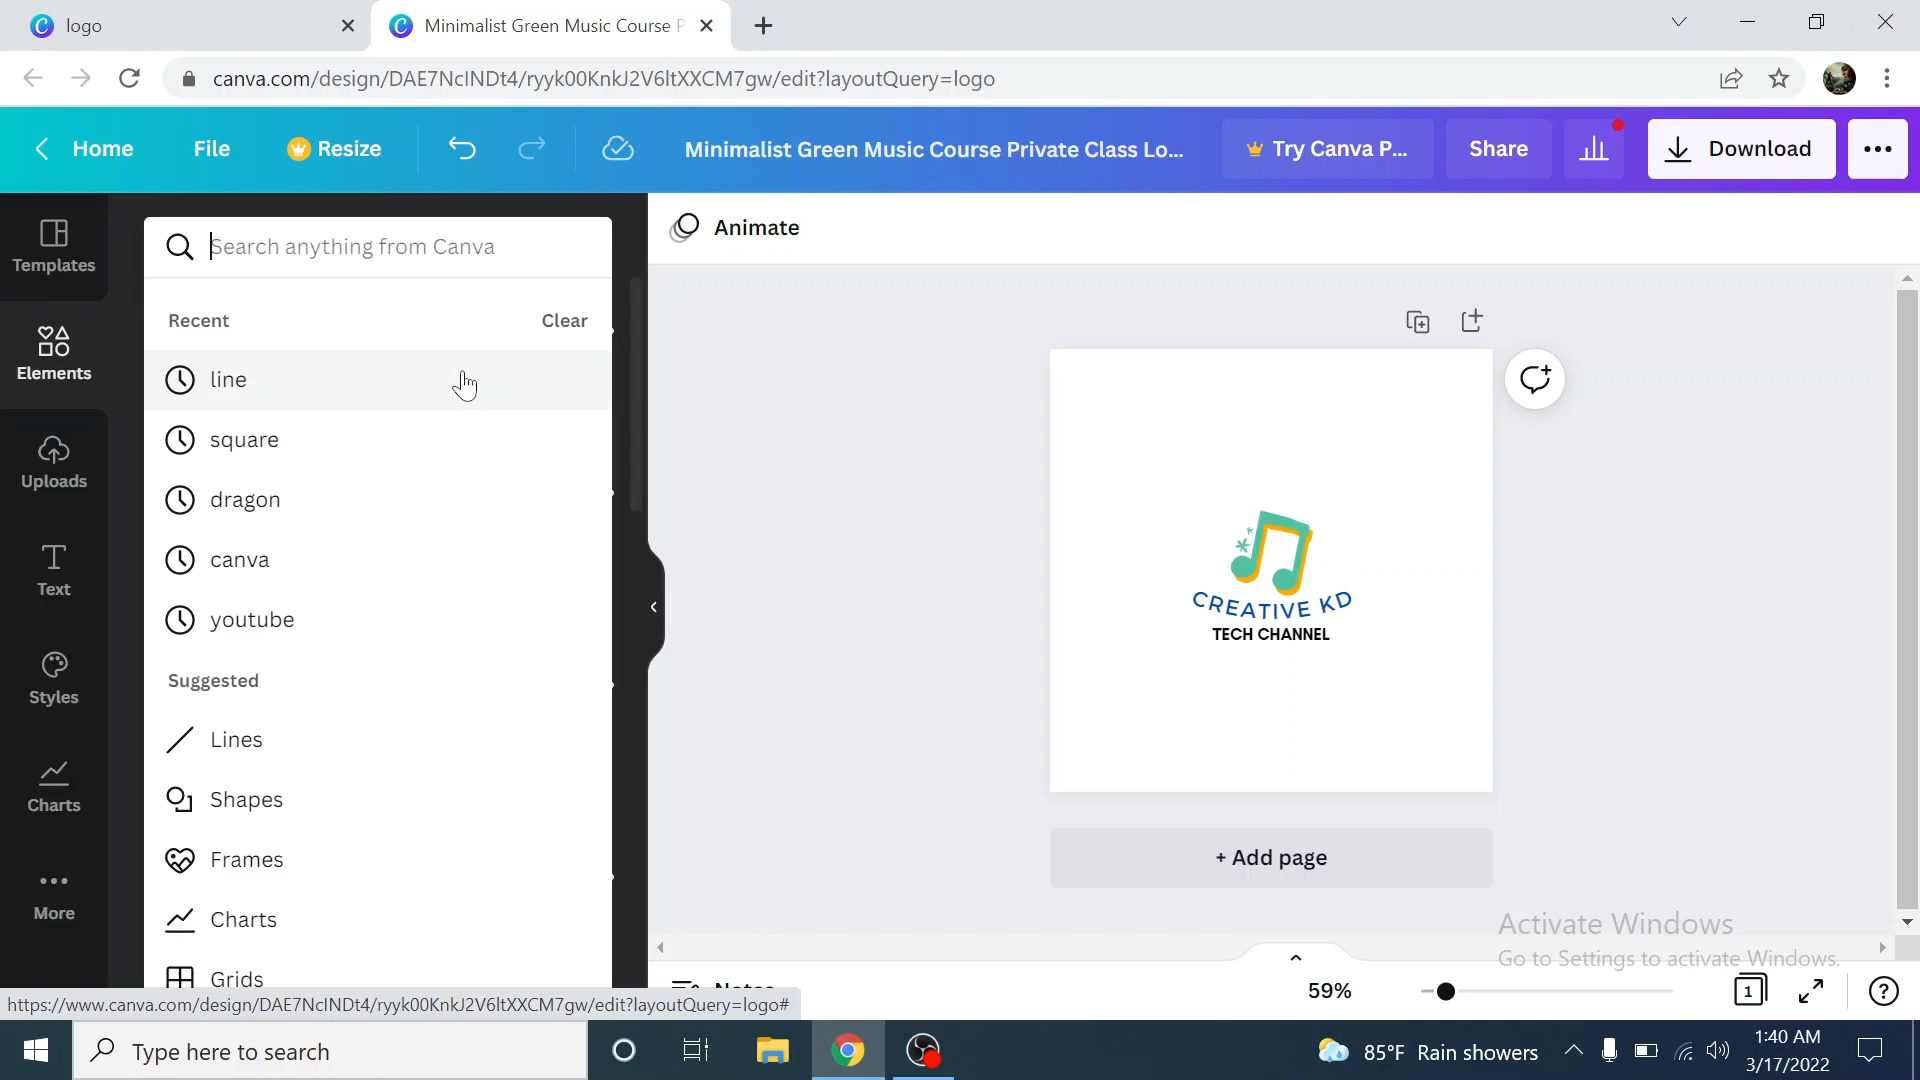 logo
Minimalist Green Music Course P
canva.com/design/DAE7NcINDt4/ryyk00KnkJ2V6ltXXCM7gw/edit?layoutQuery=logo
Home
File
Resize
Minimalist Green Music Course Private Class Lo...
Try Canva P...
Share
Download
Templates
Elements
Uploads
Text
Styles
Charts
More
Search anything from Canva
Recent
Clear
line
square
dragon
canva
youtube
Suggested
Lines
Shapes
Frames
Charts
Grids
Animate
CREATIVE KD
TECH CHANNEL
+ Add page
Activate Windows
Go to Settings to activate Windows.
Notes
59%
1
https://www.canva.com/design/DAE7NcINDt4/ryyk00KnkJ2V6ltXXCM7gw/edit?layoutQuery=logo#
Type here to search
85°F Rain showers
1:40 AM
3/17/2022